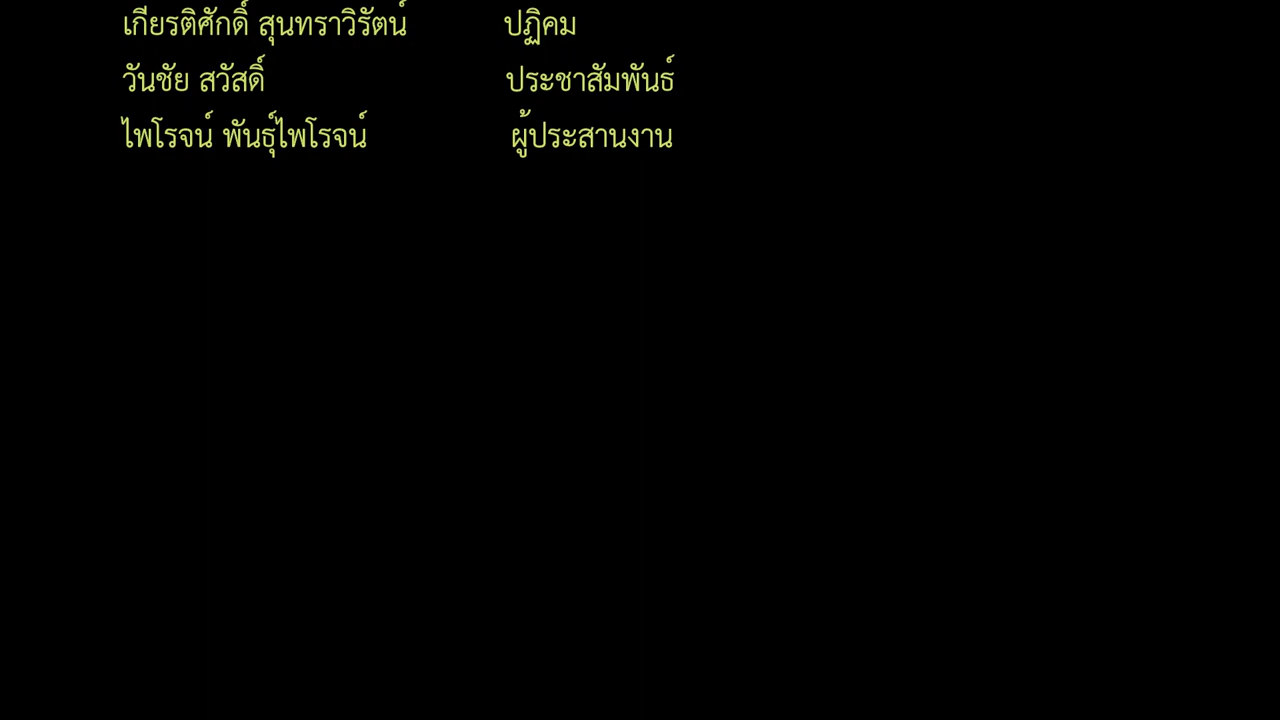 เกียรติศักดิ์ สุนทราวิรัตน์ ปฏิคม
วันชัย สวัสดิ์ ประชาสัมพันธ์
ไพโรจน์ พันธุ์ไพโรจน์ ผู้ประสานงาน